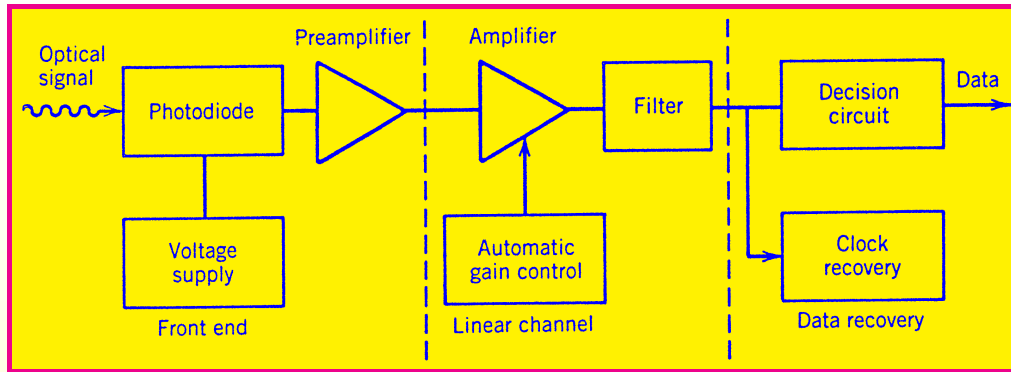 Optical
signal
Photodiode
Voltage
supply
Front end
Preamplifier
Amplifier
Filter
Automatic
gain control
Linear channel
Decision
circuit
Data
Clock
recovery
Data recovery